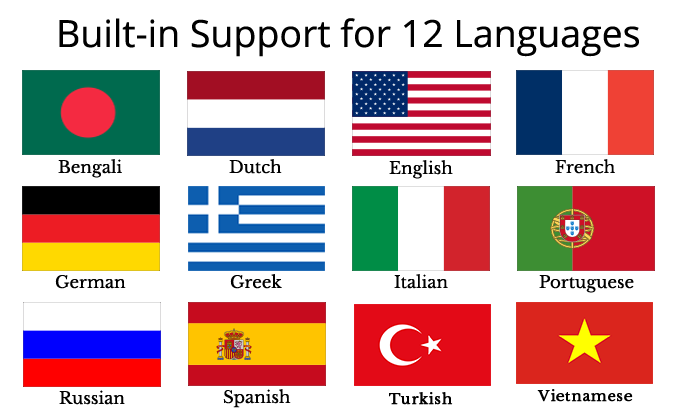 Built-in Support for 12 Languages
Bengali
Dutch
English
French
German
Greek
Italian
Portuguese
Russian
Spanish
Turkish
Vietnamese